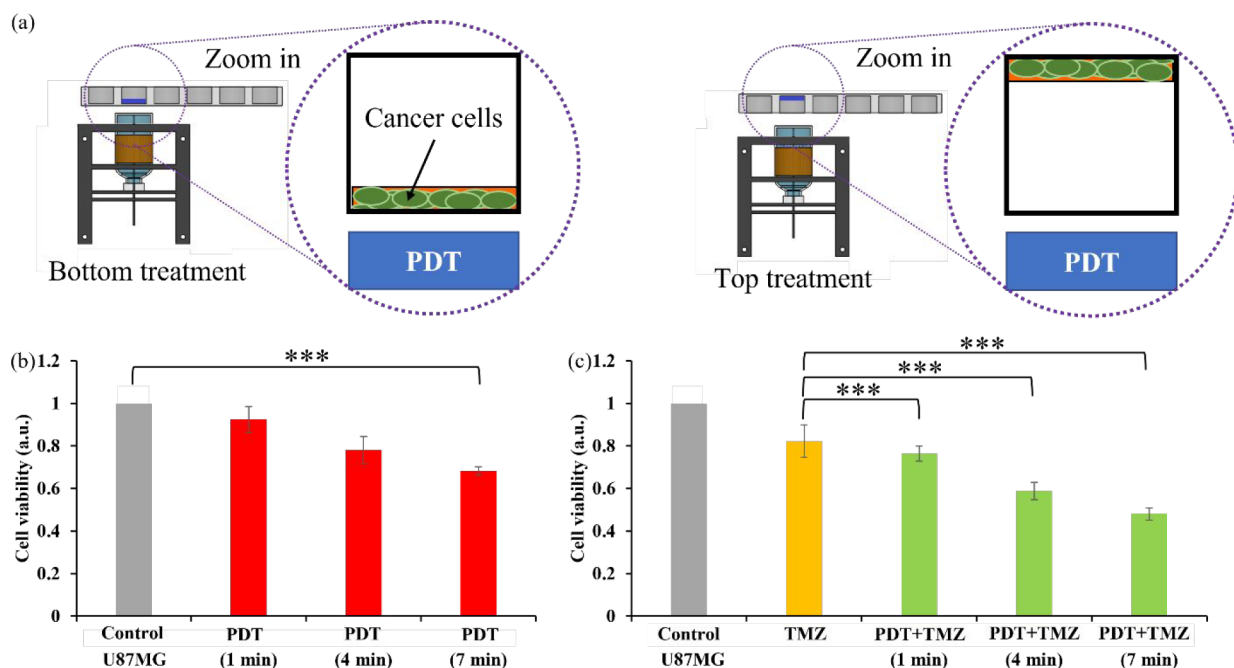 (a)
Zoom in
Cancer cells
PDT
Bottom treatment
Zoom in
PDT
Top treatment
(b)
Cell viability (a.u.)
1.2
1
0.8
0.6
0.4
0.2
0
***
Control PDT PDT PDT
U87MG (1 min) (4 min) (7 min)
(c)
Cell viability (a.u.)
1.2
1
0.8
0.6
0.4
0.2
0
***
***
***
Control TMZ PDT+TMZ PDT+TMZ PDT+TMZ
U87MG (1 min) (4 min) (7 min)